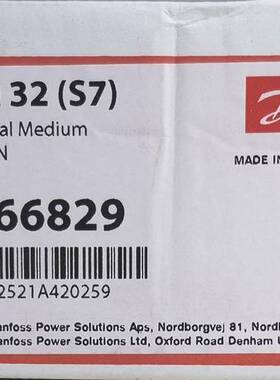 32 (S7)
al Medium
N
MADE IN
66829
2521A420259
anfoss Power Solutions Aps, Nordborgvej 81, Nordb
anfoss Power Solutions Ltd, Oxford Road Denham U